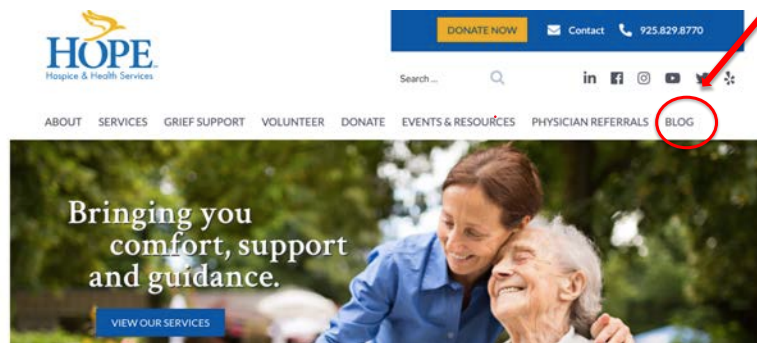 HOPE
Hospice & Health Services
DONATE NOW
Contact
925.829.8770
Search ...
ABOUT SERVICES GRIEF SUPPORT VOLUNTEER DONATE EVENTS & RESOURCES PHYSICIAN REFERRALS BLOG
Bringing you
comfort, support
and guidance.
VIEW OUR SERVICES